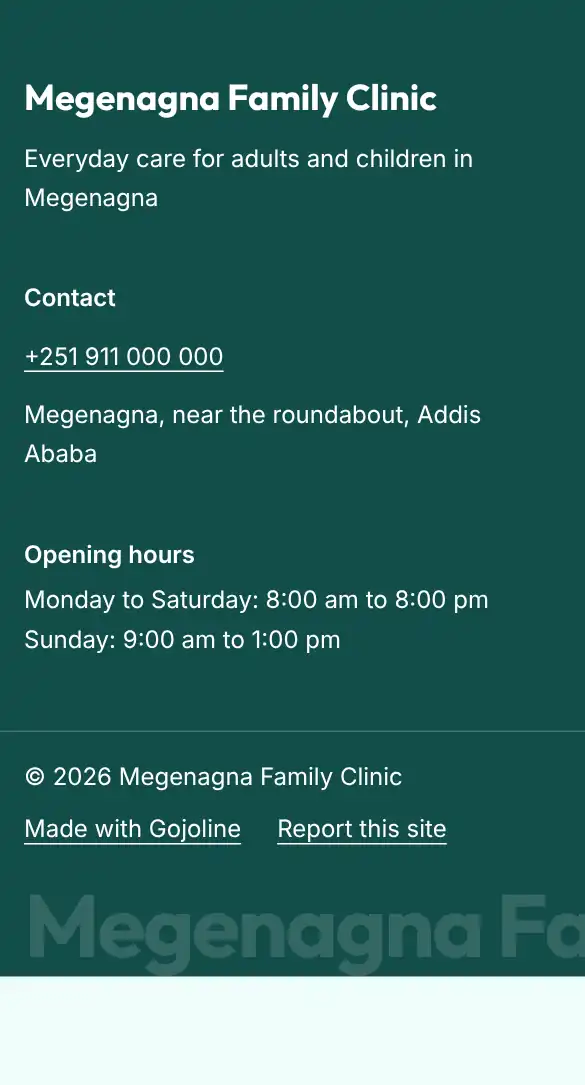 Megenagna Family Clinic
Everyday care for adults and children in
Megenagna
Contact
+251 911 000 000
Megenagna, near the roundabout, Addis
Ababa
Opening hours
Monday to Saturday: 8:00 am to 8:00 pm
Sunday: 9:00 am to 1:00 pm
© 2026 Megenagna Family Clinic
Made with Gojoline Report this site
Megenagna Fa